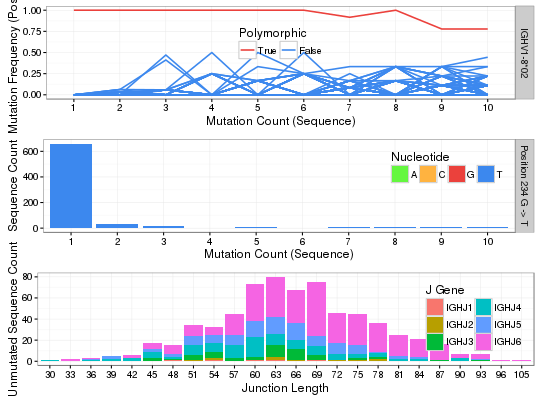 Mutation Frequency (Pos
1.00
0.75
0.50
0.25
0.00
Polymorphic
True False
1 2 3 4 5 6 7 8 9 10
Mutation Count (Sequence)
IGHV1-8*02
Sequence Count
600
400
200
0
Nucleotide
A C G T
1 2 3 4 5 6 7 8 9 10
Mutation Count (Sequence)
Position 234 G -> T
Unmutated Sequence Count
80
60
40
20
0
J Gene
IGHJ1 IGHJ4
IGHJ2 IGHJ5
IGHJ3 IGHJ6
30 33 36 39 42 45 48 51 54 57 60 63 66 69 72 75 78 81 84 87 90 93 96 105
Junction Length